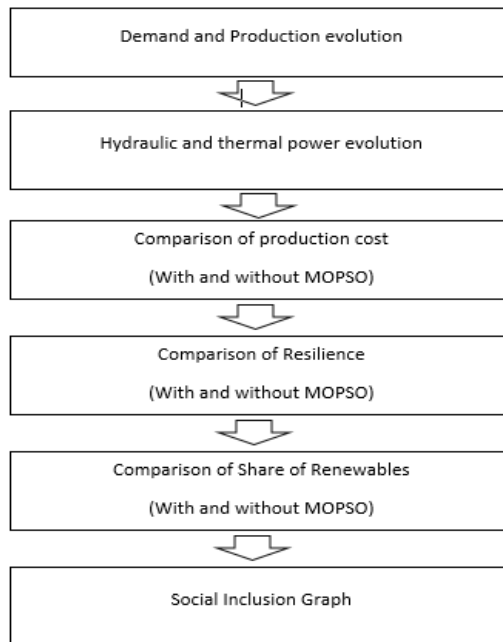 Demand and Production evolution
Hydraulic and thermal power evolution
Comparison of production cost
(With and without MOPSO)
Comparison of Resilience
(With and without MOPSO)
Comparison of Share of Renewables
(With and without MOPSO)
Social Inclusion Graph